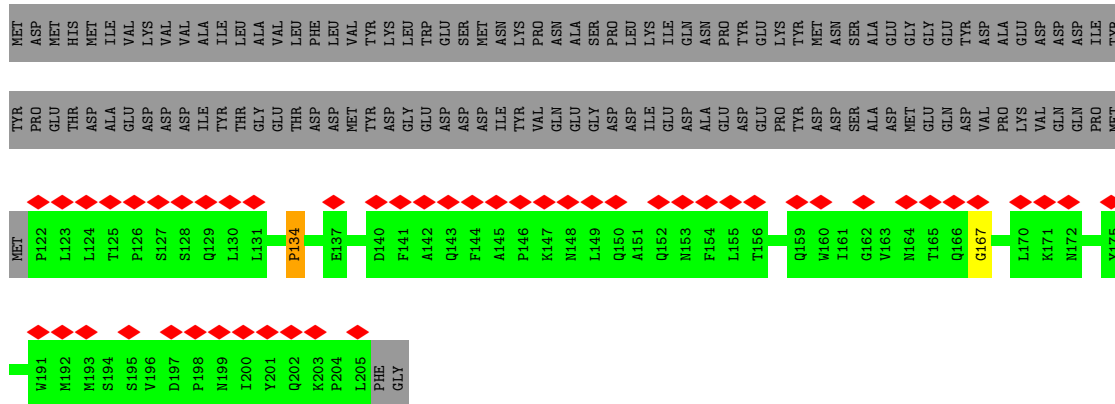 MET ASP MET HIS MET ILE VAL LYS VAL VAL ALA ILE LEU ALA VAL LEU PHE LEU VAL TYR LYS LEU TRP GLU SER MET ASN LYS PRO ASN ALA SER PRO LEU LYS ILE GLN ASN PRO TYR GLU LYS TYR MET ASN SER ALA GLU GLY GLY GLU TYR ASP ALA GLU ASP ASP ASP ILE TYR
TYR PRO GLU THR ASP ALA GLU ASP ASP ASP ILE TYR THR GLY GLU THR ASP ASP MET TYR ASP GLY GLU ASP ASP ASP ILE TYR VAL GLN GLU GLY ASP ASP ILE GLU ASP ALA GLU ASP GLU PRO TYR ASP ASP SER ALA ASP MET GLU GLN ASP VAL PRO LYS VAL GLN GLN PRO MET
MET P122 L123 L124 T125 P126 S127 S128 Q129 L130 L131 P134 E137 D140 F141 A142 Q143 F144 A145 P146 K147 N148 L149 Q150 A151 Q152 N153 F154 L155 T156 Q159 W160 I161 G162 V163 N164 T165 Q166 G167 L170 K171 N172 Y175
W191 M192 M193 S194 S195 V196 D197 P198 N199 I200 Y201 Q202 K203 P204 L205 PHE GLY